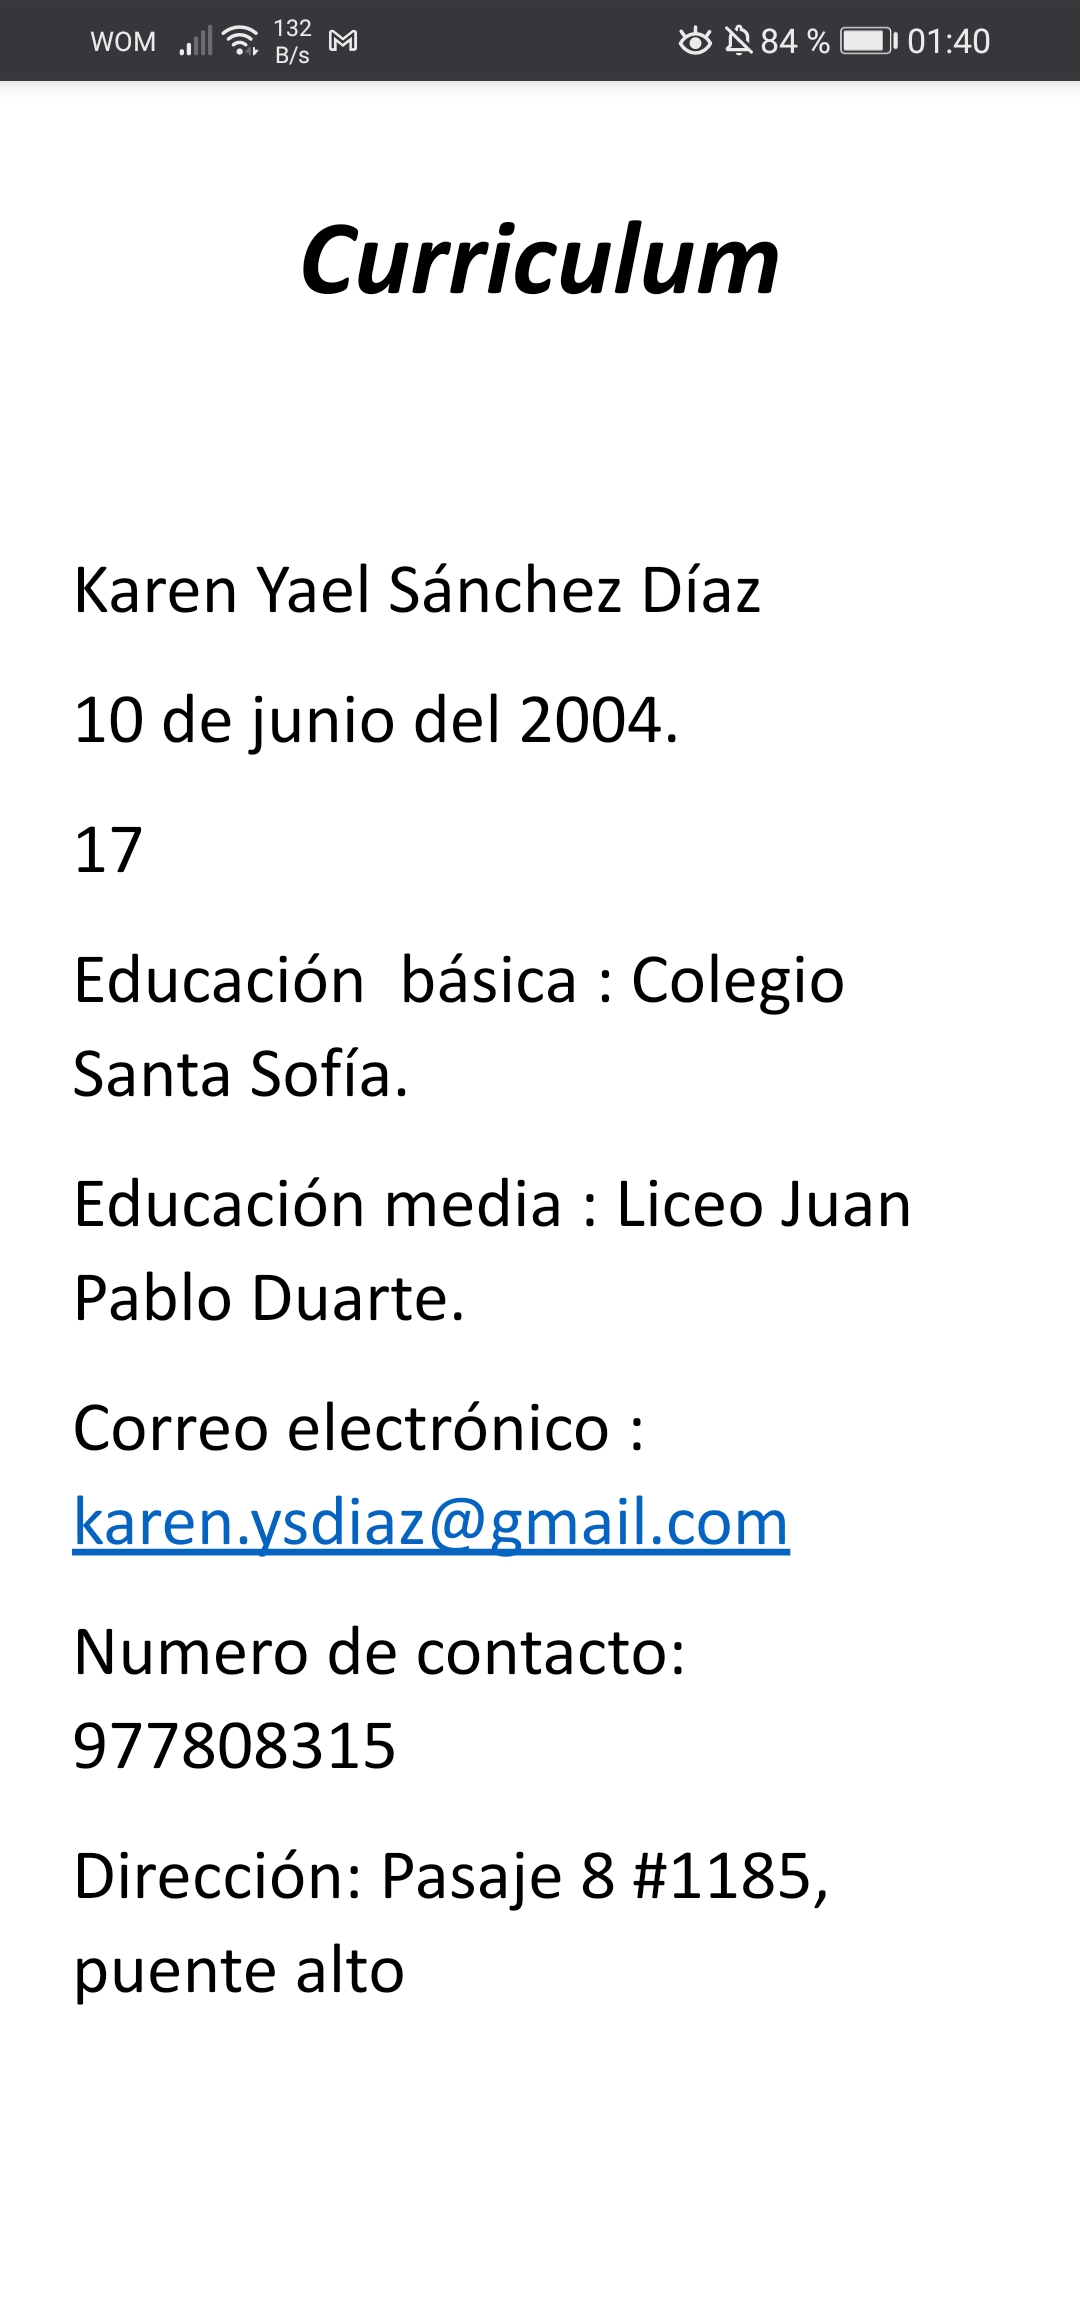 WOM 132 B/s 84 % 01:40
Curriculum
Karen Yael Sánchez Díaz
10 de junio del 2004.
17
Educación  básica : Colegio
Santa Sofía.
Educación media : Liceo Juan
Pablo Duarte.
Correo electrónico :
karen.ysdiaz@gmail.com
Numero de contacto:
977808315
Dirección: Pasaje 8 #1185,
puente alto